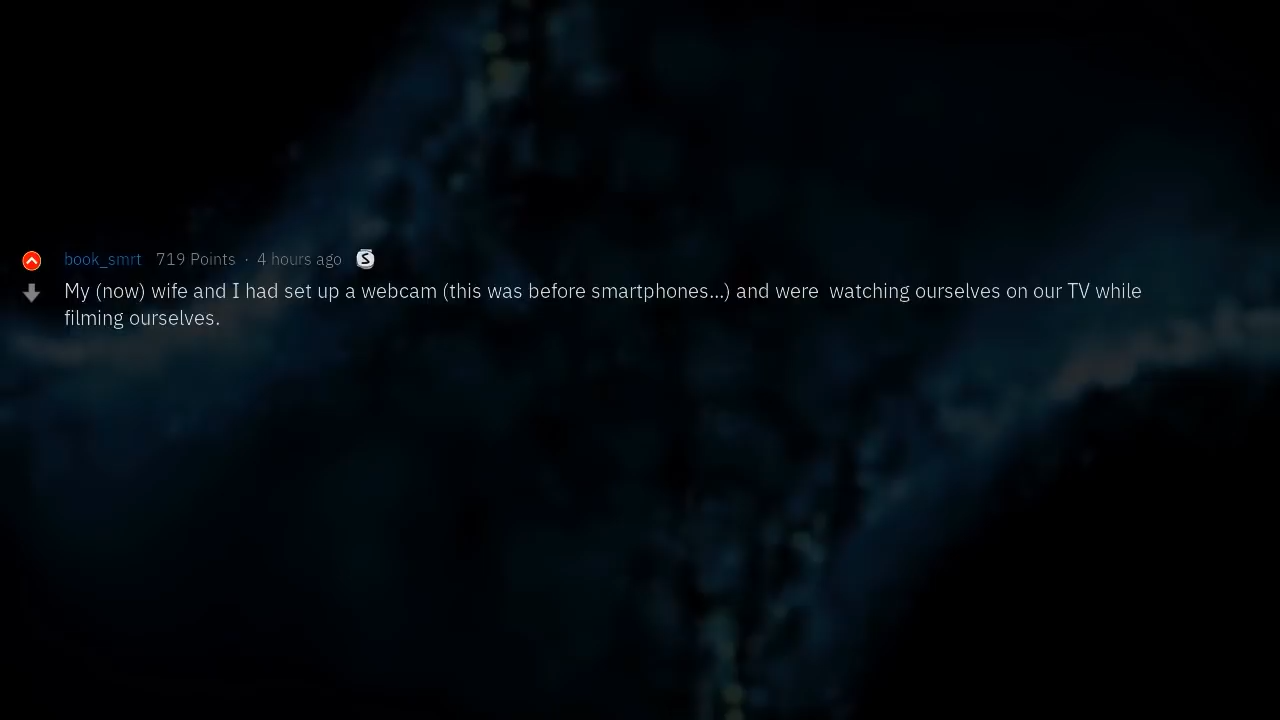 book_smrt 719 Points · 4 hours ago S
My (now) wife and I had set up a webcam (this was before smartphones...) and were  watching ourselves on our TV while
filming ourselves.